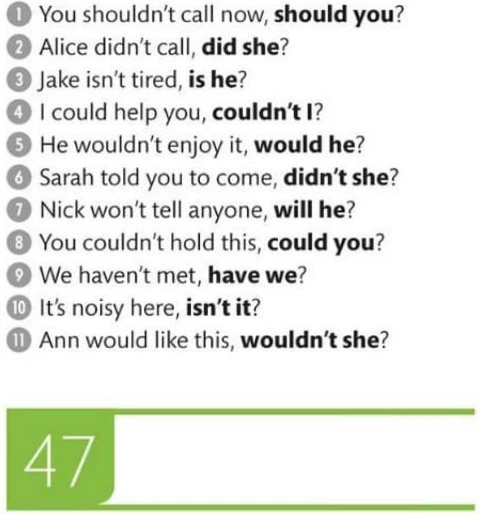 1 You shouldn't call now, should you?
2 Alice didn't call, did she?
3 Jake isn't tired, is he?
4 I could help you, couldn't I?
5 He wouldn't enjoy it, would he?
6 Sarah told you to come, didn't she?
7 Nick won't tell anyone, will he?
8 You couldn't hold this, could you?
9 We haven't met, have we?
10 It's noisy here, isn't it?
11 Ann would like this, wouldn't she?
47